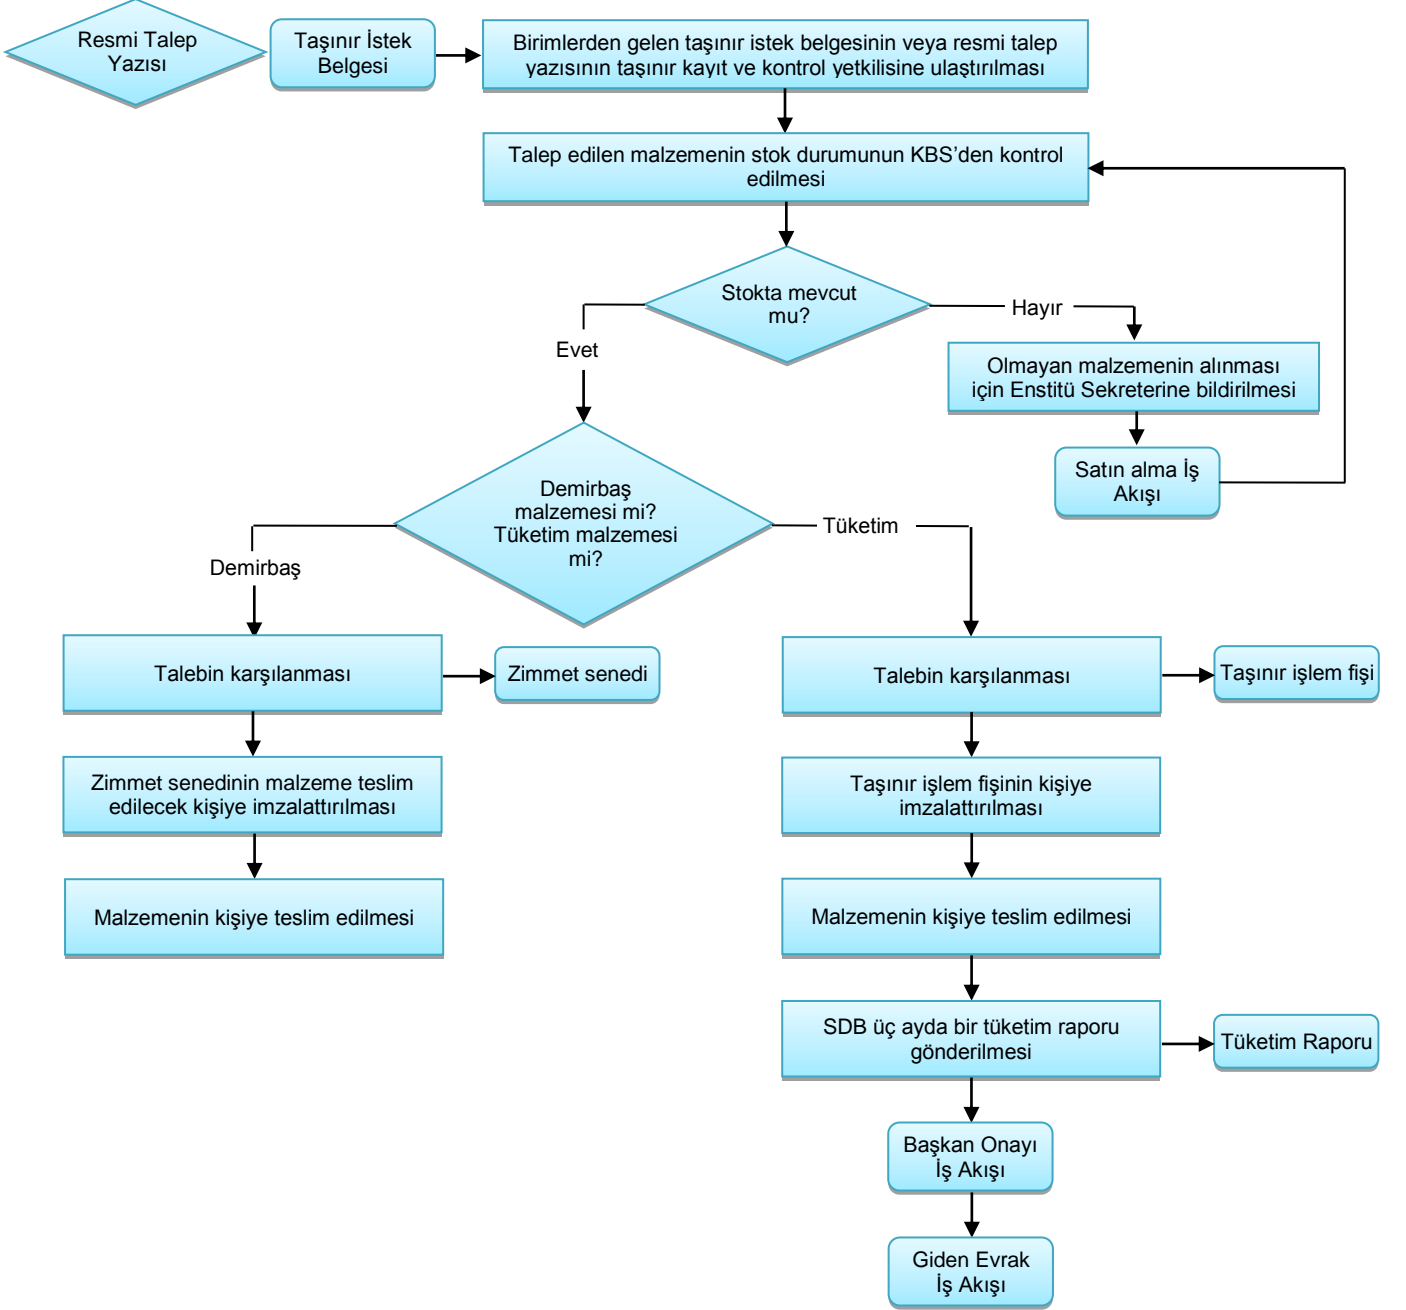 Resmi Talep
Yazısı
Taşınır İstek
Belgesi
Birimlerden gelen taşınır istek belgesinin veya resmi talep
yazısının taşınır kayıt ve kontrol yetkilisine ulaştırılması
Talep edilen malzemenin stok durumunun KBS’den kontrol
edilmesi
Stokta mevcut
mu?
Hayır
Evet
Olmayan malzemenin alınması
için Enstitü Sekreterine bildirilmesi
Satın alma İş
Akışı
Demirbaş
malzemesi mi?
Tüketim malzemesi
mi?
Tüketim
Demirbaş
Talebin karşılanması
Zimmet senedi
Talebin karşılanması
Taşınır işlem fişi
Zimmet senedinin malzeme teslim
edilecek kişiye imzalattırılması
Taşınır işlem fişinin kişiye
imzalattırılması
Malzemenin kişiye teslim edilmesi
Malzemenin kişiye teslim edilmesi
SDB üç ayda bir tüketim raporu
gönderilmesi
Tüketim Raporu
Başkan Onayı
İş Akışı
Giden Evrak
İş Akışı